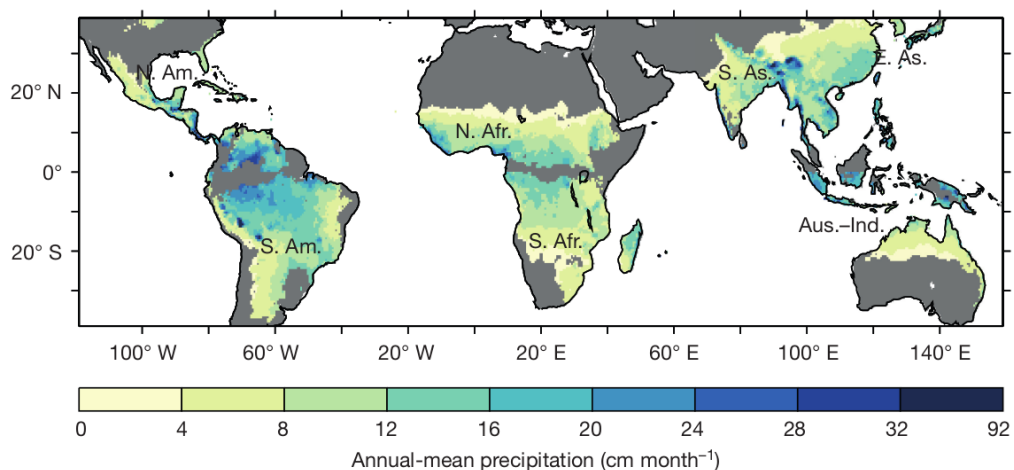 N. Am.
S. As.
E. As.
20° N
N. Afr.
0°
Aus.–Ind.
S. Am.
S. Afr.
20° S
100° W 60° W 20° W 20° E 60° E 100° E 140° E
0 4 8 12 16 20 24 28 32 92
Annual-mean precipitation (cm month⁻¹)